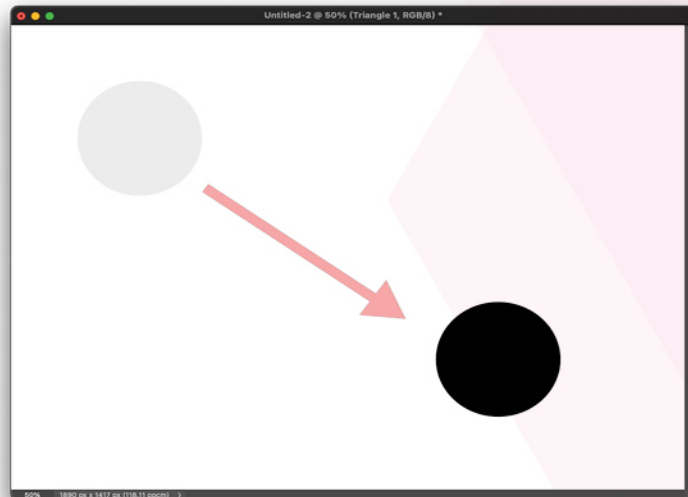 Untitled-2 @ 50% (Triangle 1, RGB/8) *
50% 1890 px x 1417 px (118.11 ppcm) >